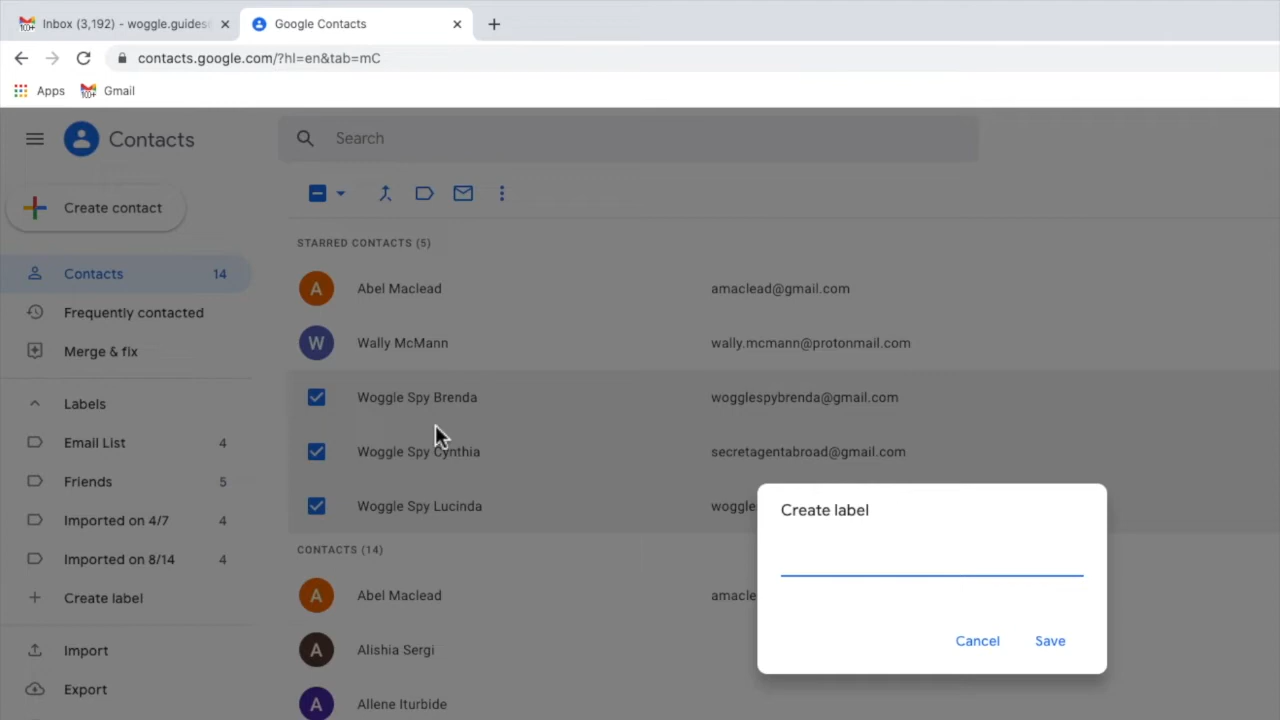 Inbox (3,192) - woggle.guides
Google Contacts
contacts.google.com/?hl=en&tab=mC
Apps
100+
Gmail
Contacts
Search
Create contact
STARRED CONTACTS (5)
Contacts 14
A Abel Maclead amaclead@gmail.com
Frequently contacted
W Wally McMann wally.mcmann@protonmail.com
Merge & fix
Labels
Woggle Spy Brenda wogglespybrenda@gmail.com
Email List 4
Woggle Spy Cynthia secretagentabroad@gmail.com
Friends 5
Woggle Spy Lucinda woggle
Imported on 4/7 4
CONTACTS (14)
Imported on 8/14 4
A Abel Maclead amacle
Create label
Import
A Alishia Sergi
Export
A Allene Iturbide
Create label
Cancel Save